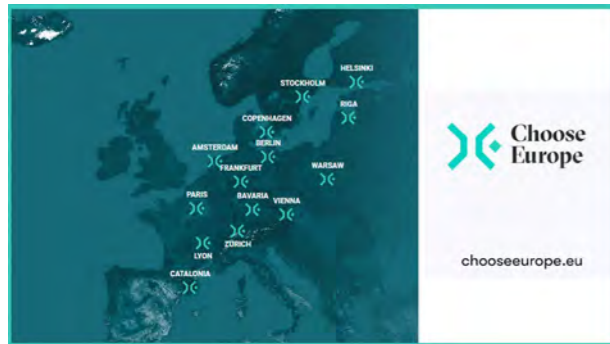 HELSINKI
STOCKHOLM
RIGA
COPENHAGEN
BERLIN
AMSTERDAM
FRANKFURT
WARSAW
PARIS
BAVARIA
VIENNA
ZURICH
LYON
CATALONIA
Choose
Europe
chooseeurope.eu